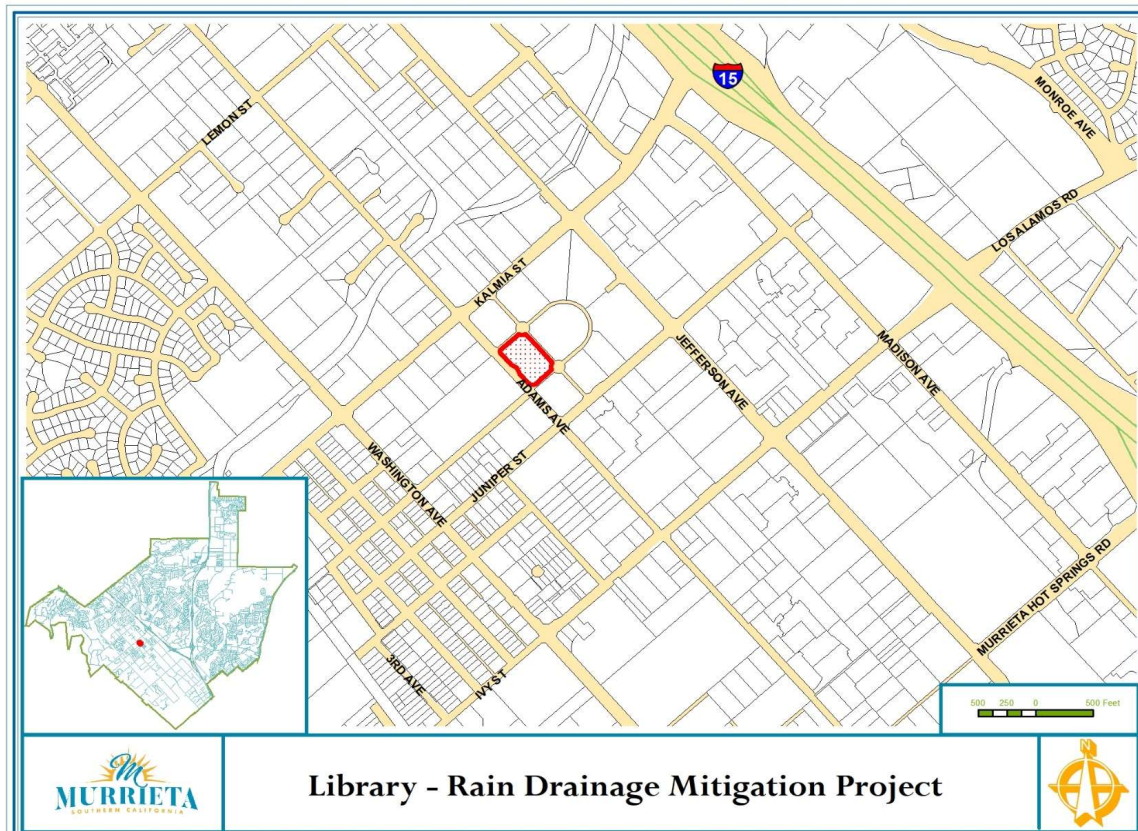 15
MONROE AVE
LEMON ST
LOS ALAMOS RD
KALMIA ST
JEFFERSON AVE
MADISON AVE
ADAMS AVE
WASHINGTON AVE
JUNIPER ST
MURRIETA HOT SPRINGS RD
3RD AVE
IVY ST
500 250 0 500 Feet
M
MURRIETA
SOUTHERN CALIFORNIA
Library - Rain Drainage Mitigation Project
N